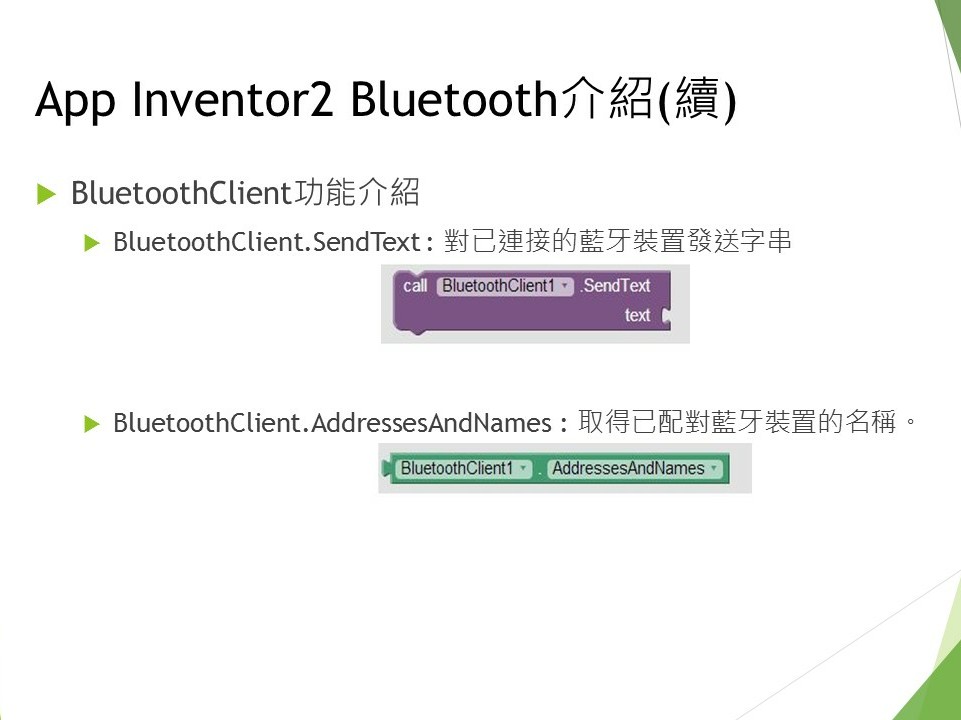 App Inventor2 Bluetooth介紹(續)
BluetoothClient功能介紹
BluetoothClient.SendText : 對已連接的藍牙裝置發送字串
call BluetoothClient1 .SendText
text
BluetoothClient.AddressesAndNames : 取得已配對藍牙裝置的名稱。
BluetoothClient1 . AddressesAndNames